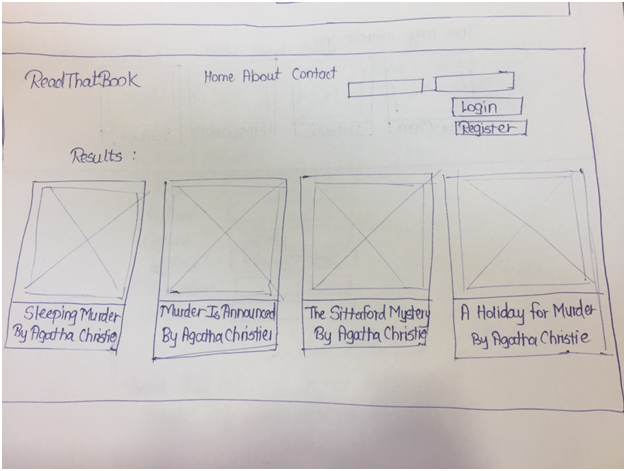 ReadThatBook
Home About Contact
Login
Register
Results :
Sleeping Murder
By Agatha Christie
Murder Is Announced
By Agatha Christie
The Sittaford Mystery
By Agatha Christie
A Holiday for Murder
By Agatha Christie